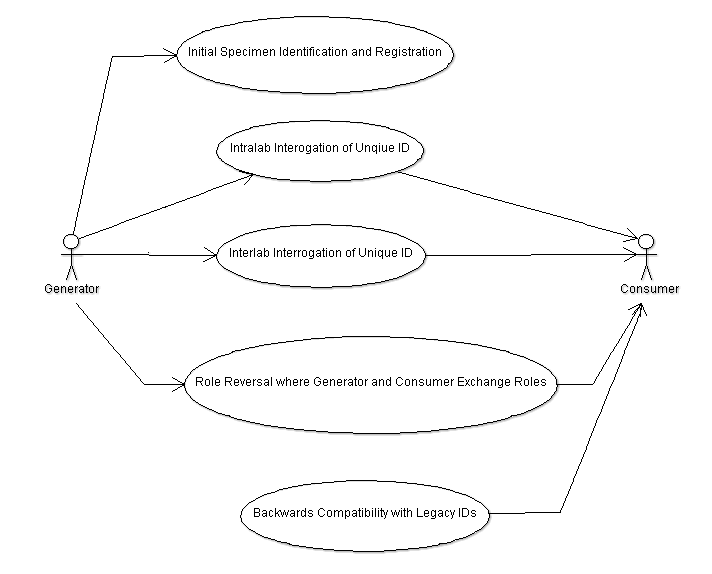 Initial Specimen Identification and Registration
Intralab Interogation of Unqiue ID
Interlab Interrogation of Unique ID
Generator
Consumer
Role Reversal where Generator and Consumer Exchange Roles
Backwards Compatibility with Legacy IDs